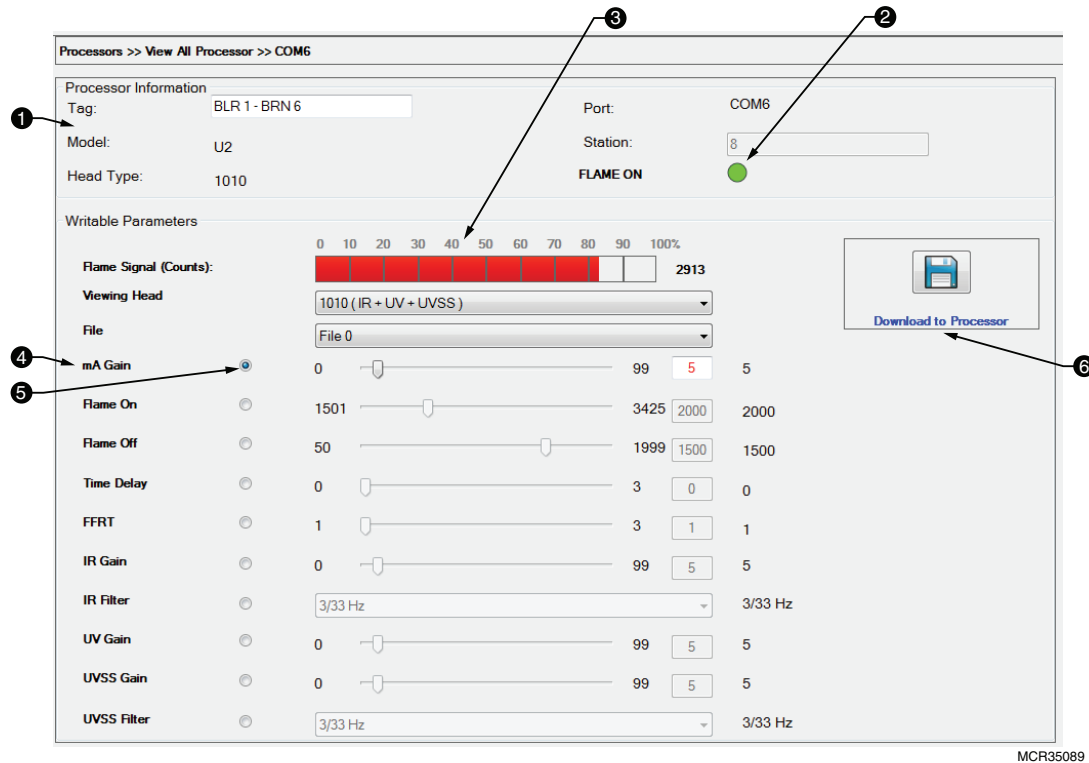 3 2
Processors >> View All Processor >> COM6
Processor Information
1 Tag: BLR 1 - BRN 6 Port: COM6
Model: U2 Station: 8
Head Type: 1010 FLAME ON
Writable Parameters
0 10 20 30 40 50 60 70 80 90 100%
Flame Signal (Counts): 2913
Viewing Head 1010 ( IR + UV + UVSS )
Download to Processor
File File 0
4 mA Gain 0 99 5 5
5 6
Flame On 1501 3425 2000 2000
Flame Off 50 1999 1500 1500
Time Delay 0 3 0 0
FFRT 1 3 1 1
IR Gain 0 99 5 5
IR Filter 3/33 Hz 3/33 Hz
UV Gain 0 99 5 5
UVSS Gain 0 99 5 5
UVSS Filter 3/33 Hz 3/33 Hz
MCR35089